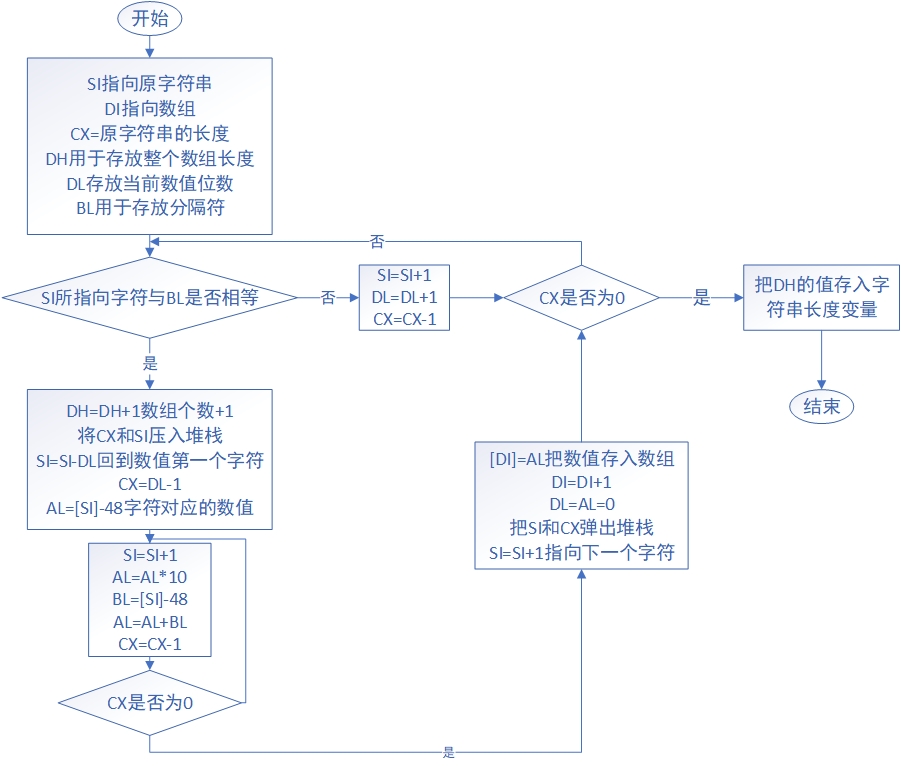 开始
SI指向原字符串
DI指向数组
CX=原字符串的长度
DH用于存放整个数组长度
DL存放当前数值位数
BL用于存放分隔符
否
SI所指向字符与BL是否相等
否
SI=SI+1
DL=DL+1
CX=CX-1
CX是否为0
是
把DH的值存入字
符串长度变量
结束
是
DH=DH+1数组个数+1
将CX和SI压入堆栈
SI=SI-DL回到数值第一个字符
CX=DL-1
AL=[SI]-48字符对应的数值
SI=SI+1
AL=AL*10
BL=[SI]-48
AL=AL+BL
CX=CX-1
CX是否为0
是
[DI]=AL把数值存入数组
DI=DI+1
DL=AL=0
把SI和CX弹出堆栈
SI=SI+1指向下一个字符